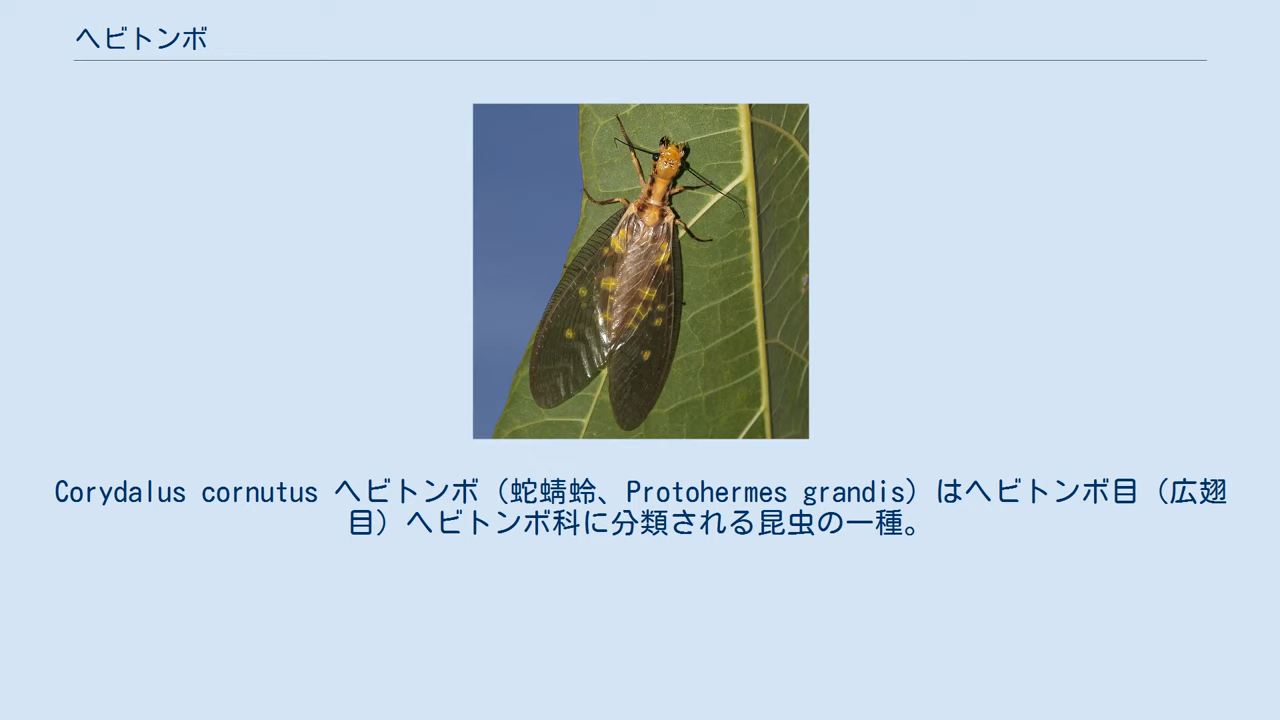 ヘビトンボ
Corydalus cornutus ヘビトンボ（蛇蜻蛉、Protohermes grandis）はヘビトンボ目（広翅
目）ヘビトンボ科に分類される昆虫の一種。